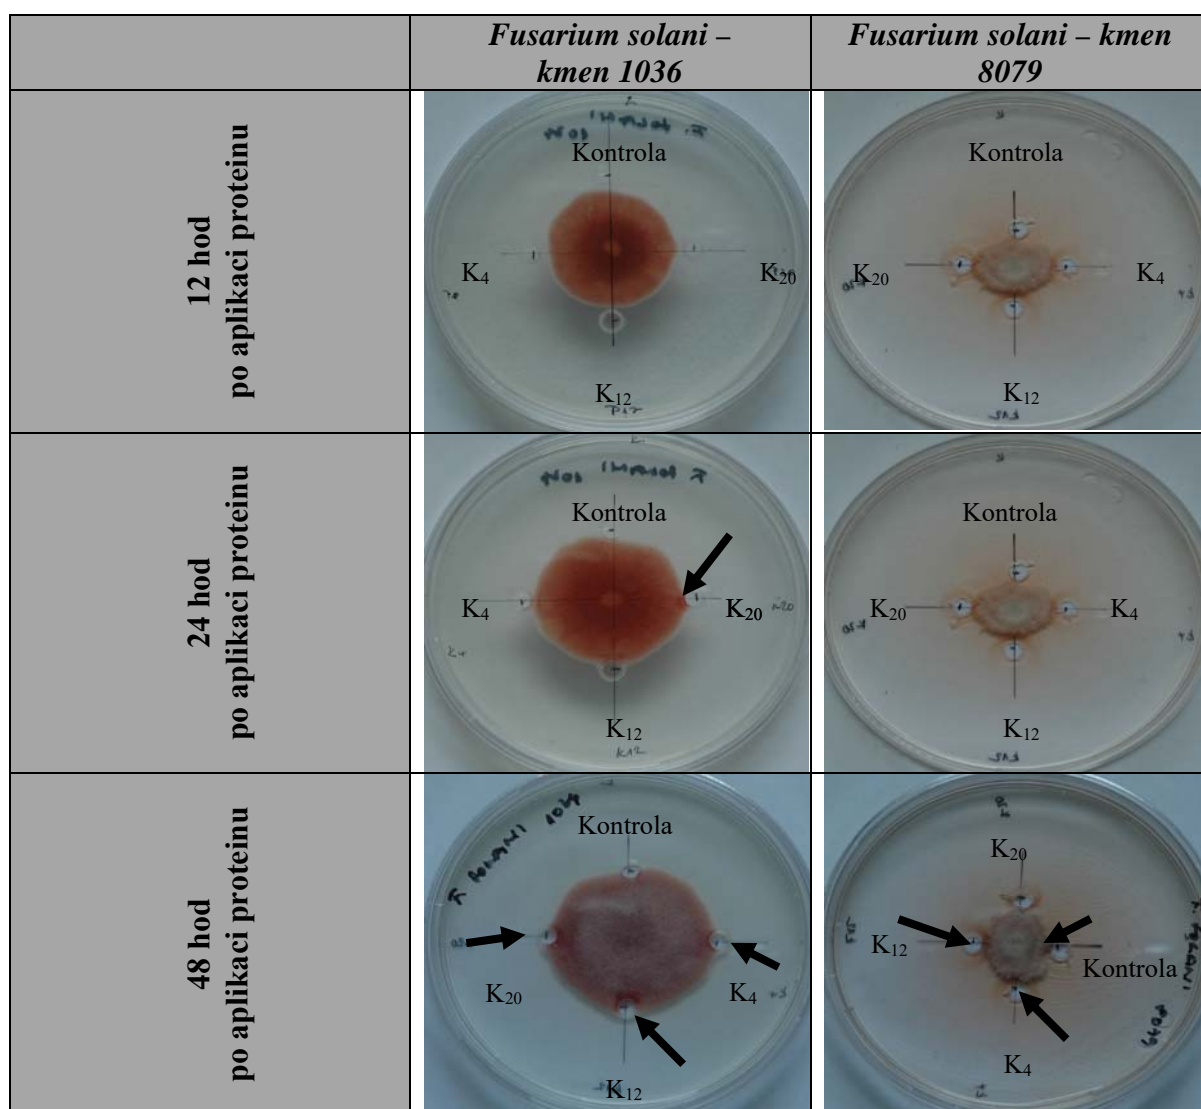 Fusarium solani –
kmen 1036
Fusarium solani – kmen
8079
12 hod
po aplikaci proteinu
Kontrola
K4
K20
K12
Kontrola
K20
K4
K12
24 hod
po aplikaci proteinu
Kontrola
K4
K20
K12
Kontrola
K20
K4
K12
48 hod
po aplikaci proteinu
Kontrola
K20
K4
K12
K20
K12
Kontrola
K4